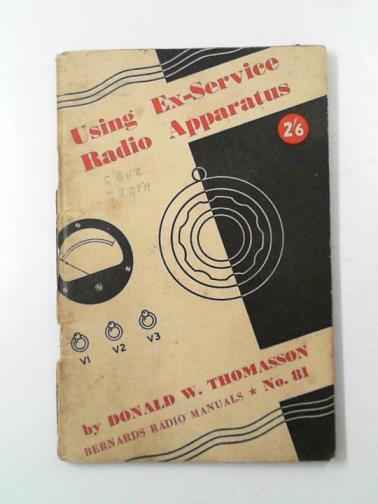 Using Ex-Service
Radio Apparatus
2/6
V1 V2 V3
by DONALD W. THOMASSON
BERNARDS RADIO MANUALS ★ No. 81